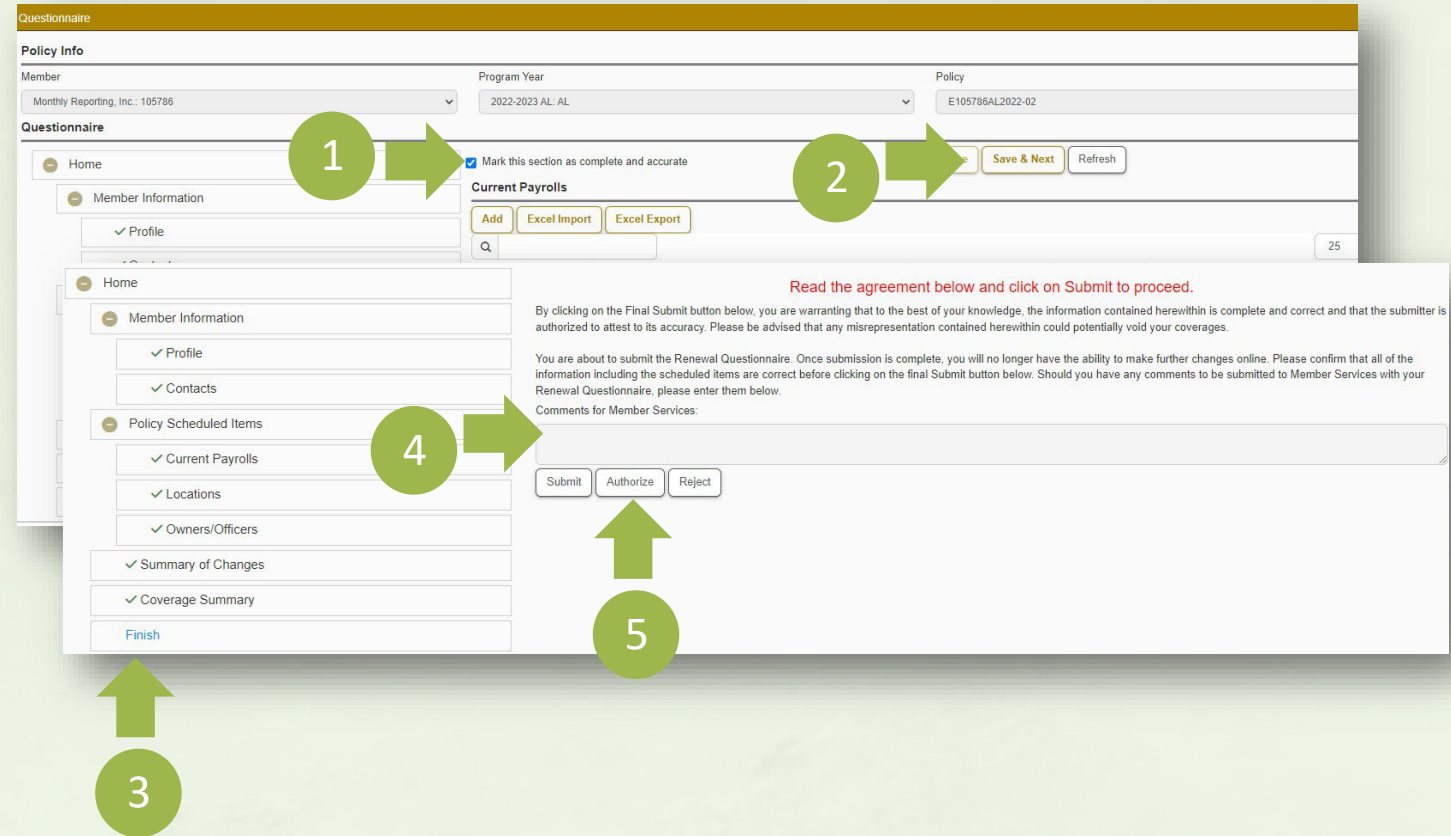 Questionnaire
Policy Info
Member
Program Year
Policy
Monthly Reporting, Inc.: 105786
2022-2023 AL: AL
E105786AL2022-02
Questionnaire
1
2
Home
Mark this section as complete and accurate
Save & Next
Refresh
Member Information
Current Payrolls
Profile
Add
Excel Import
Excel Export
25
Home
Read the agreement below and click on Submit to proceed.
Member Information
By clicking on the Final Submit button below, you are warranting that to the best of your knowledge, the information contained herewithin is complete and correct and that the submitter is
authorized to attest to its accuracy. Please be advised that any misrepresentation contained herewithin could potentially void your coverages.
Profile
You are about to submit the Renewal Questionnaire. Once submission is complete, you will no longer have the ability to make further changes online. Please confirm that all of the
information including the scheduled items are correct before clicking on the final Submit button below. Should you have any comments to be submitted to Member Services with your
Renewal Questionnaire, please enter them below.
Contacts
Comments for Member Services:
Policy Scheduled Items
4
Current Payrolls
Submit
Authorize
Reject
Locations
Owners/Officers
Summary of Changes
Coverage Summary
Finish
5
3